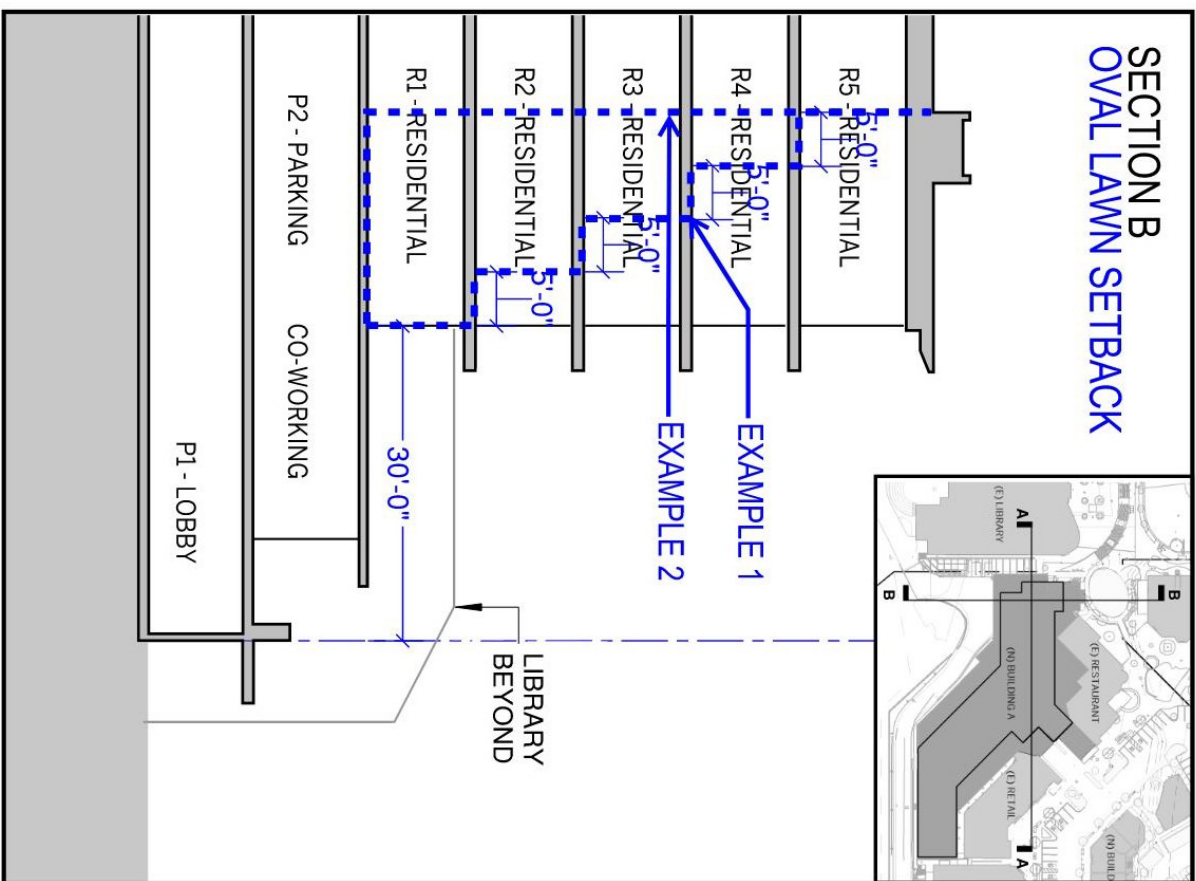 SECTION B
OVAL LAWN SETBACK
R5 - RESIDENTIAL
5'-0"
R4 - RESIDENTIAL
5'-0"
R3 - RESIDENTIAL
5'-0"
R2 - RESIDENTIAL
5'-0"
R1 - RESIDENTIAL
30'-0"
P2 - PARKING
CO-WORKING
P1 - LOBBY
EXAMPLE 1
EXAMPLE 2
LIBRARY
BEYOND
(E) LIBRARY
A
B
B
(E) RESTAURANT
(N) BUILDING A
(E) RETAIL
A
(N) BUILD